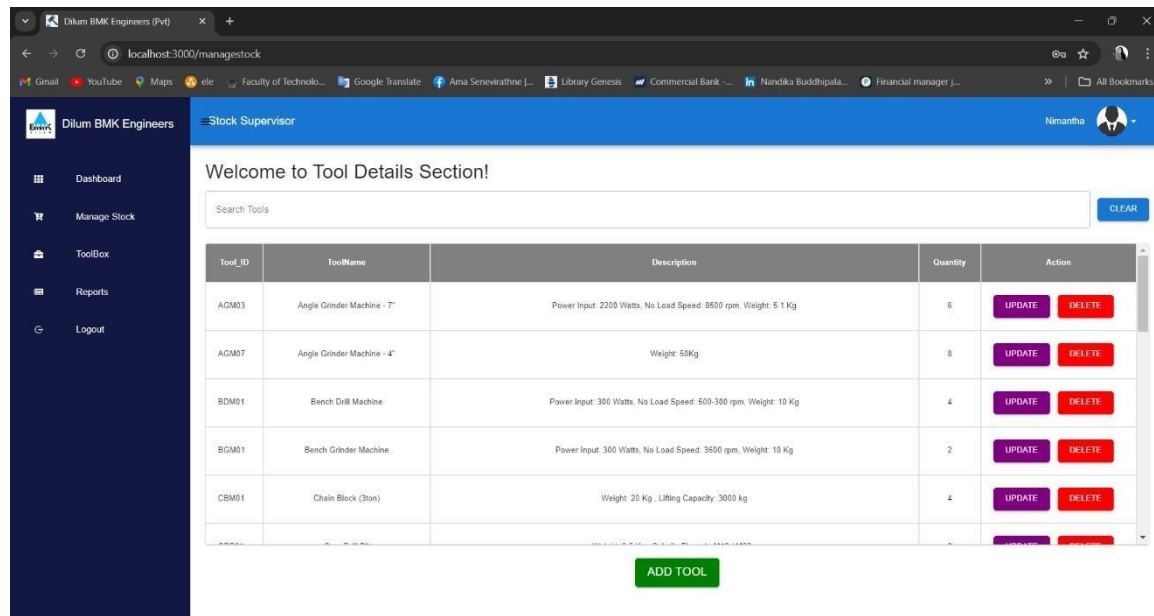 Dilum BMK Engineers (Pvt)
localhost:3000/managestock
Gmail YouTube Maps ele Faculty of Technolo... Google Translate Ama Senevirathne |... Library Genesis Commercial Bank -... Nandika Buddhipala... Financial manager j... » All Bookmarks
BMK Dilum BMK Engineers Stock Supervisor Nimantha
Dashboard
Manage Stock
ToolBox
Reports
Logout
Welcome to Tool Details Section!
Search Tools CLEAR
Tool_ID ToolName Description Quantity Action
AGM03 Angle Grinder Machine - 7" Power Input: 2200 Watts, No Load Speed: 8500 rpm, Weight: 5.1 Kg 6 UPDATE DELETE
AGM07 Angle Grinder Machine - 4" Weight: 50Kg 8 UPDATE DELETE
BDM01 Bench Drill Machine Power Input: 300 Watts, No Load Speed: 500-300 rpm, Weight: 10 Kg 4 UPDATE DELETE
BGM01 Bench Grinder Machine Power Input: 300 Watts, No Load Speed: 3600 rpm, Weight: 10 Kg 2 UPDATE DELETE
CBM01 Chain Block (3ton) Weight: 20 Kg , Lifting Capacity: 3000 kg 4 UPDATE DELETE
UPDATE DELETE
ADD TOOL